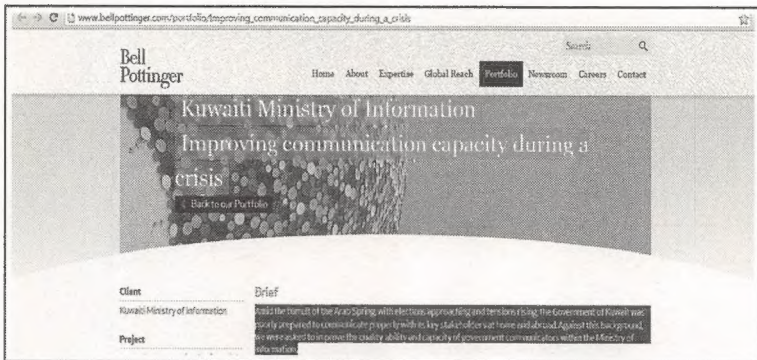 www.bellpottinger.com/portfolio/Improving_communication_capacity_during_a_crisis
Search
Bell
Pottinger
Home About Expertise Global Reach Portfolio Newsroom Careers Contact
Kuwaiti Ministry of Information
Improving communication capacity during a
crisis
Back to our Portfolio
Client
Brief
Kuwaiti Ministry of Information
Amid the tumult of the Arab Spring, with elections approaching and tensions rising, the Government of Kuwait was
poorly prepared to communicate properly with its key stakeholders at home and abroad. Against this background,
Project
we were asked to improve the quality, ability and capacity of government communicators within the Ministry of
Information.